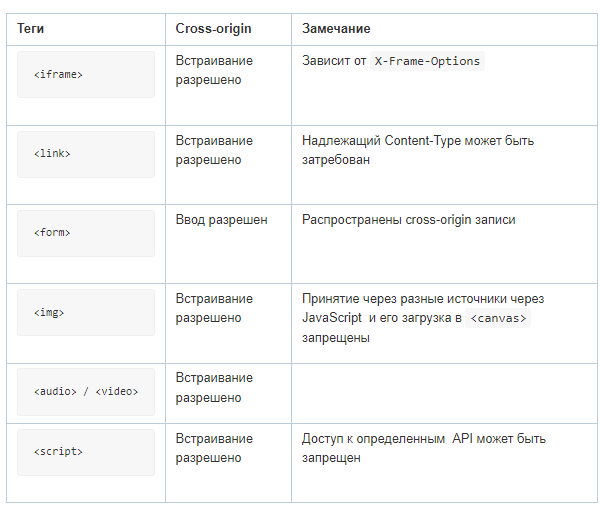 Теги Cross-origin Замечание
<iframe> Встраивание разрешено Зависит от X-Frame-Options
<link> Встраивание разрешено Надлежащий Content-Type может быть затребован
<form> Ввод разрешен Распространены cross-origin записи
<img> Встраивание разрешено Принятие через разные источники через JavaScript и его загрузка в <canvas> запрещены
<audio> / <video> Встраивание разрешено
<script> Встраивание разрешено Доступ к определенным API может быть запрещен